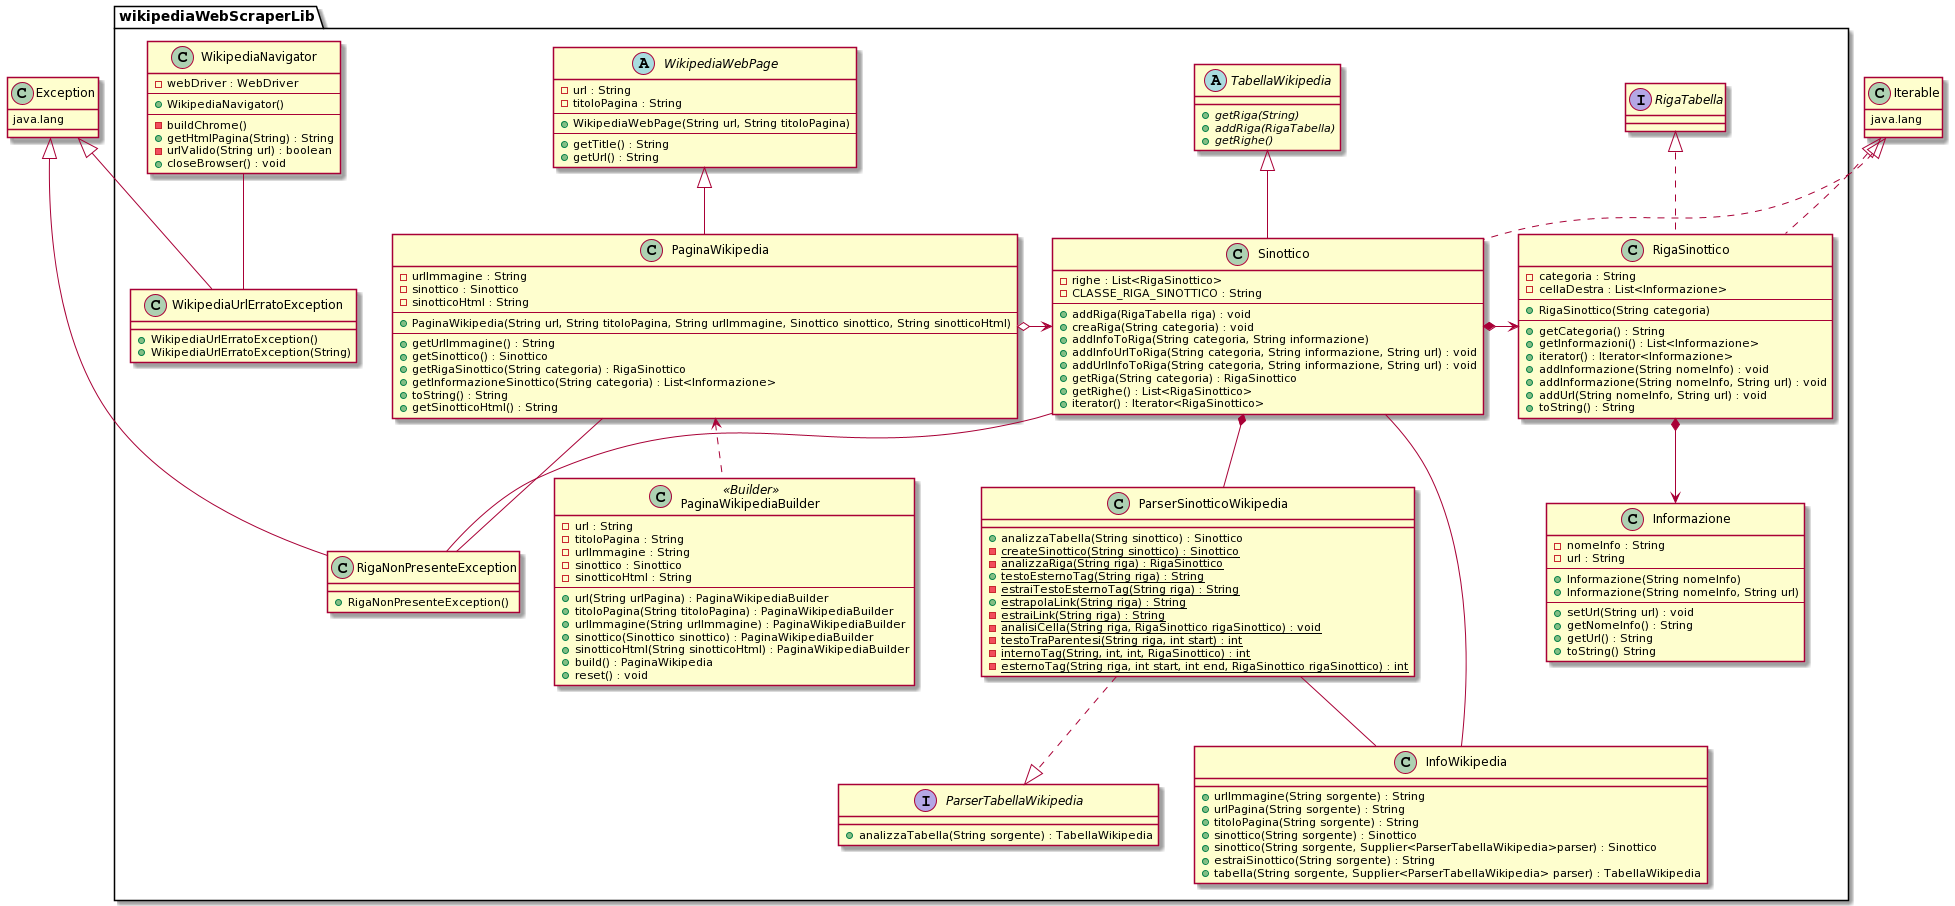 wikipediaWebScraperLib
C Exception
java.lang
C WikipediaNavigator
webDriver : WebDriver
WikipediaNavigator()
buildChrome()
getHtmlPagina(String) : String
urlValido(String url) : boolean
closeBrowser() : void
A WikipediaWebPage
url : String
titoloPagina : String
WikipediaWebPage(String url, String titoloPagina)
getTitle() : String
getUrl() : String
A TabellaWikipedia
getRiga(String)
addRiga(RigaTabella)
getRighe()
I RigaTabella
C Iterable
java.lang
C WikipediaUrlErratoException
WikipediaUrlErratoException()
WikipediaUrlErratoException(String)
C PaginaWikipedia
urlImmagine : String
sinottico : Sinottico
sinotticoHtml : String
PaginaWikipedia(String url, String titoloPagina, String urlImmagine, Sinottico sinottico, String sinotticoHtml)
getUrlImmagine() : String
getSinottico() : Sinottico
getRigaSinottico(String categoria) : RigaSinottico
getInformazioneSinottico(String categoria) : List<Informazione>
toString() : String
getSinotticoHtml() : String
C Sinottico
righe : List<RigaSinottico>
CLASSE_RIGA_SINOTTICO : String
addRiga(RigaTabella riga) : void
creaRiga(String categoria) : void
addInfoToRiga(String categoria, String informazione)
addInfoUrlToRiga(String categoria, String informazione, String url) : void
addUrlInfoToRiga(String categoria, String informazione, String url) : void
getRiga(String categoria) : RigaSinottico
getRighe() : List<RigaSinottico>
iterator() : Iterator<RigaSinottico>
C RigaSinottico
categoria : String
cellaDestra : List<Informazione>
RigaSinottico(String categoria)
getCategoria() : String
getInformazioni() : List<Informazione>
iterator() : Iterator<Informazione>
addInformazione(String nomeInfo) : void
addInformazione(String nomeInfo, String url) : void
addUrl(String nomeInfo, String url) : void
toString() : String
C RigaNonPresenteException
RigaNonPresenteException()
C «Builder»
PaginaWikipediaBuilder
url : String
titoloPagina : String
urlImmagine : String
sinottico : Sinottico
sinotticoHtml : String
url(String urlPagina) : PaginaWikipediaBuilder
titoloPagina(String titoloPagina) : PaginaWikipediaBuilder
urlImmagine(String urlImmagine) : PaginaWikipediaBuilder
sinottico(Sinottico sinottico) : PaginaWikipediaBuilder
sinotticoHtml(String sinotticoHtml) : PaginaWikipediaBuilder
build() : PaginaWikipedia
reset() : void
C ParserSinotticoWikipedia
analizzaTabella(String sinottico) : Sinottico
createSinottico(String sinottico) : Sinottico
analizzaRiga(String riga) : RigaSinottico
testoEsternoTag(String riga) : String
estraiTestoEsternoTag(String riga) : String
estrapolaLink(String riga) : String
estraiLink(String riga) : String
analisiCella(String riga, RigaSinottico rigaSinottico) : void
testoTraParentesi(String riga, int start) : int
internoTag(String, int, int, RigaSinottico) : int
esternoTag(String riga, int start, int end, RigaSinottico rigaSinottico) : int
C Informazione
nomeInfo : String
url : String
Informazione(String nomeInfo)
Informazione(String nomeInfo, String url)
setUrl(String url) : void
getNomeInfo() : String
getUrl() : String
toString() String
I ParserTabellaWikipedia
analizzaTabella(String sorgente) : TabellaWikipedia
C InfoWikipedia
urlImmagine(String sorgente) : String
urlPagina(String sorgente) : String
titoloPagina(String sorgente) : String
sinottico(String sorgente) : Sinottico
sinottico(String sorgente, Supplier<ParserTabellaWikipedia>parser) : Sinottico
estraiSinottico(String sorgente) : String
tabella(String sorgente, Supplier<ParserTabellaWikipedia> parser) : TabellaWikipedia